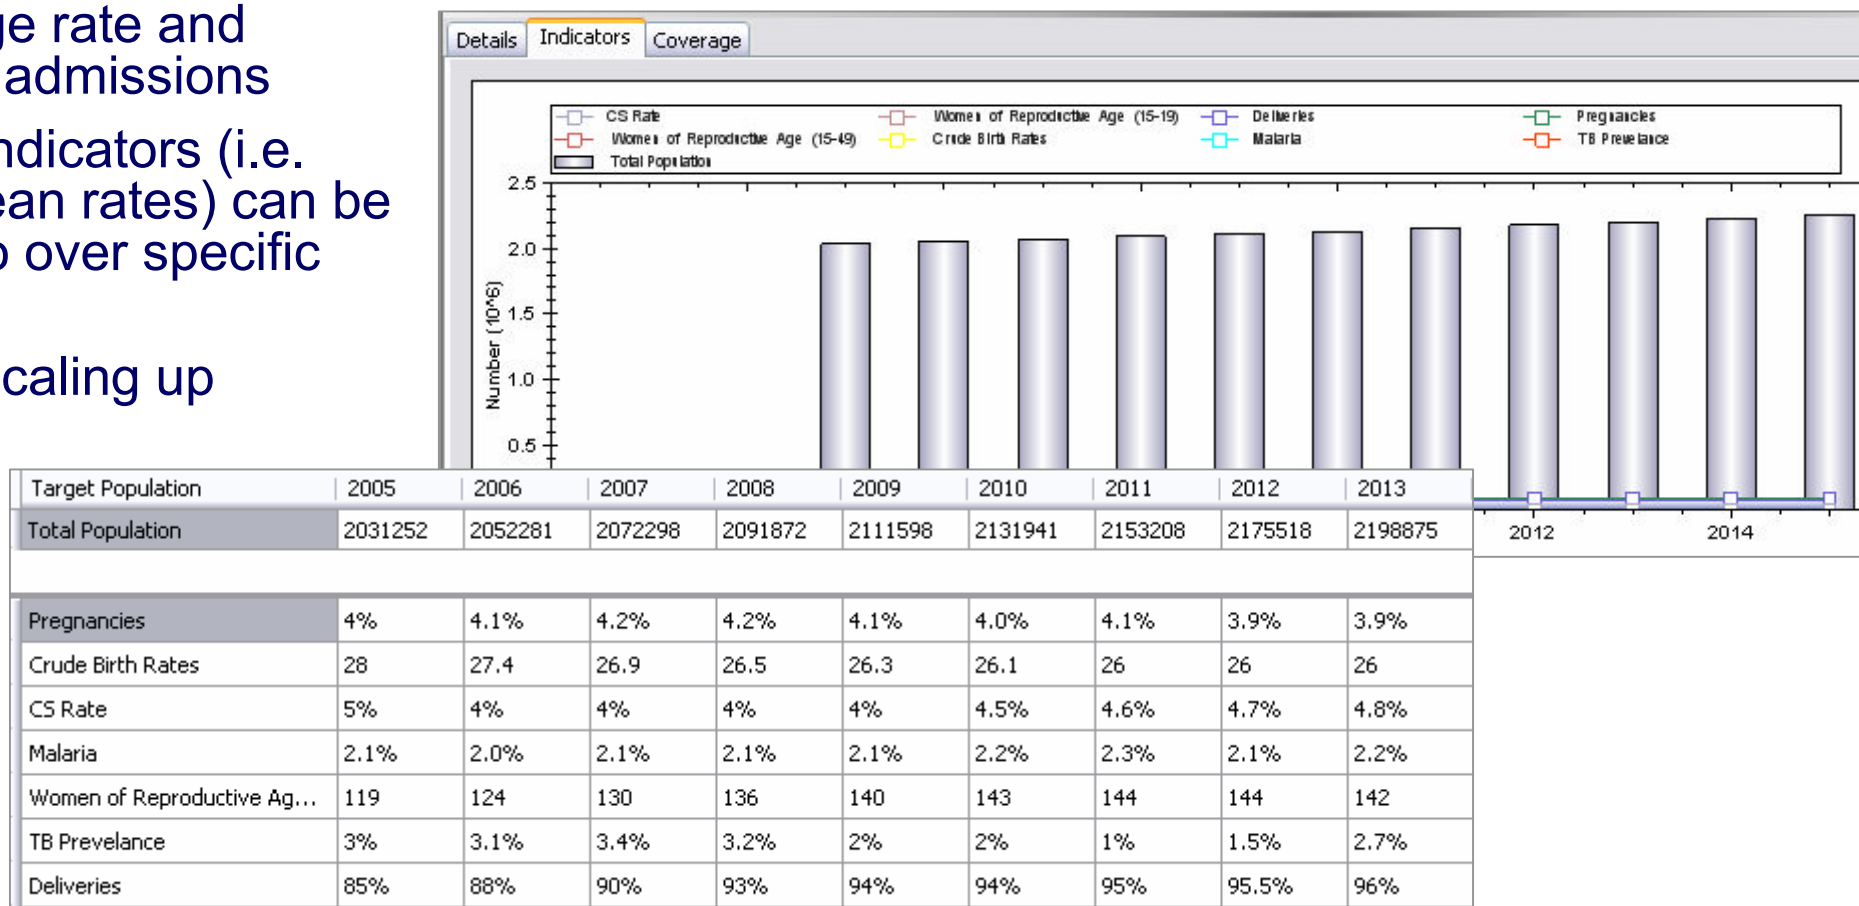 ge rate and
admissions
ndicators (i.e.
ean rates) can be
o over specific
caling up
Details Indicators Coverage
CS Rate Women of Reproductive Age (15-19) Deliveries Pregnancies
Women of Reproductive Age (15-49) Crude Birth Rates Malaria TB Prevelance
Total Population
2.5
2.0
1.5
1.0
0.5
Number (10^6)
2012 2014
Target Population 2005 2006 2007 2008 2009 2010 2011 2012 2013
Total Population 2031252 2052281 2072298 2091872 2111598 2131941 2153208 2175518 2198875
Pregnancies 4% 4.1% 4.2% 4.2% 4.1% 4.0% 4.1% 3.9% 3.9%
Crude Birth Rates 28 27.4 26.9 26.5 26.3 26.1 26 26 26
CS Rate 5% 4% 4% 4% 4% 4.5% 4.6% 4.7% 4.8%
Malaria 2.1% 2.0% 2.1% 2.1% 2.1% 2.2% 2.3% 2.1% 2.2%
Women of Reproductive Ag... 119 124 130 136 140 143 144 144 142
TB Prevelance 3% 3.1% 3.4% 3.2% 2% 2% 1% 1.5% 2.7%
Deliveries 85% 88% 90% 93% 94% 94% 95% 95.5% 96%